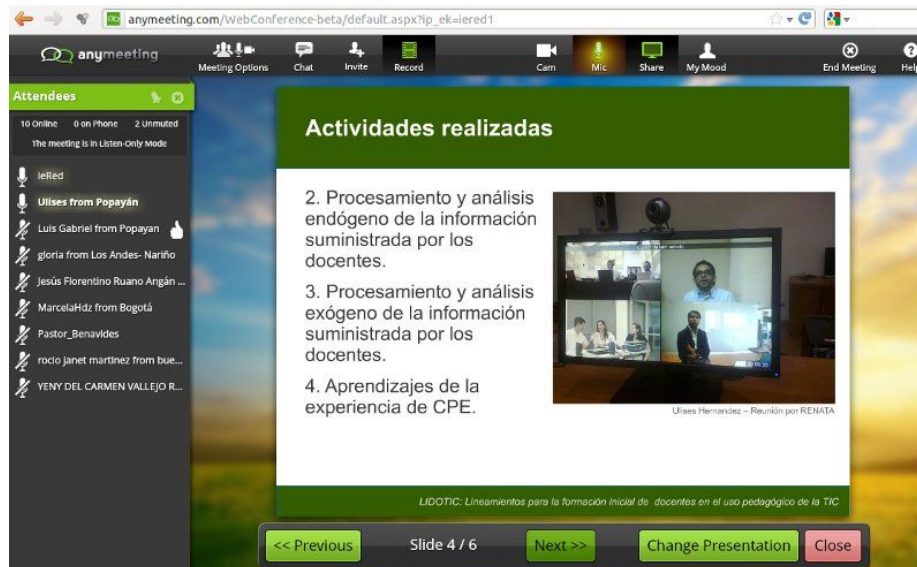 anymeeting.com/WebConference-beta/default.aspx?ip_ek=iered1
anymeeting
Meeting Options
Chat
Invite
Record
Cam
Mic
Share
My Mood
End Meeting
Help
Attendees
10 Online 0 on Phone 2 Unmuted
The meeting is in Listen-Only Mode
IeRed
Ulises from Popayán
Luis Gabriel from Popayan
gloria from Los Andes- Nariño
Jesús Florentino Ruano Angán ...
MarcelaHdz from Bogotá
Pastor_Benavides
rocio janet martinez from bue...
YENY DEL CARMEN VALLEJO R...
Actividades realizadas
2. Procesamiento y análisis
endógeno de la información
suministrada por los
docentes.
3. Procesamiento y análisis
exógeno de la información
suministrada por los
docentes.
4. Aprendizajes de la
experiencia de CPE.
Ulises Hernandez – Reunión por RENATA
LIDOTIC: Lineamientos para la formación inicial de docentes en el uso pedagógico de la TIC
<< Previous
Slide 4 / 6
Next >>
Change Presentation
Close